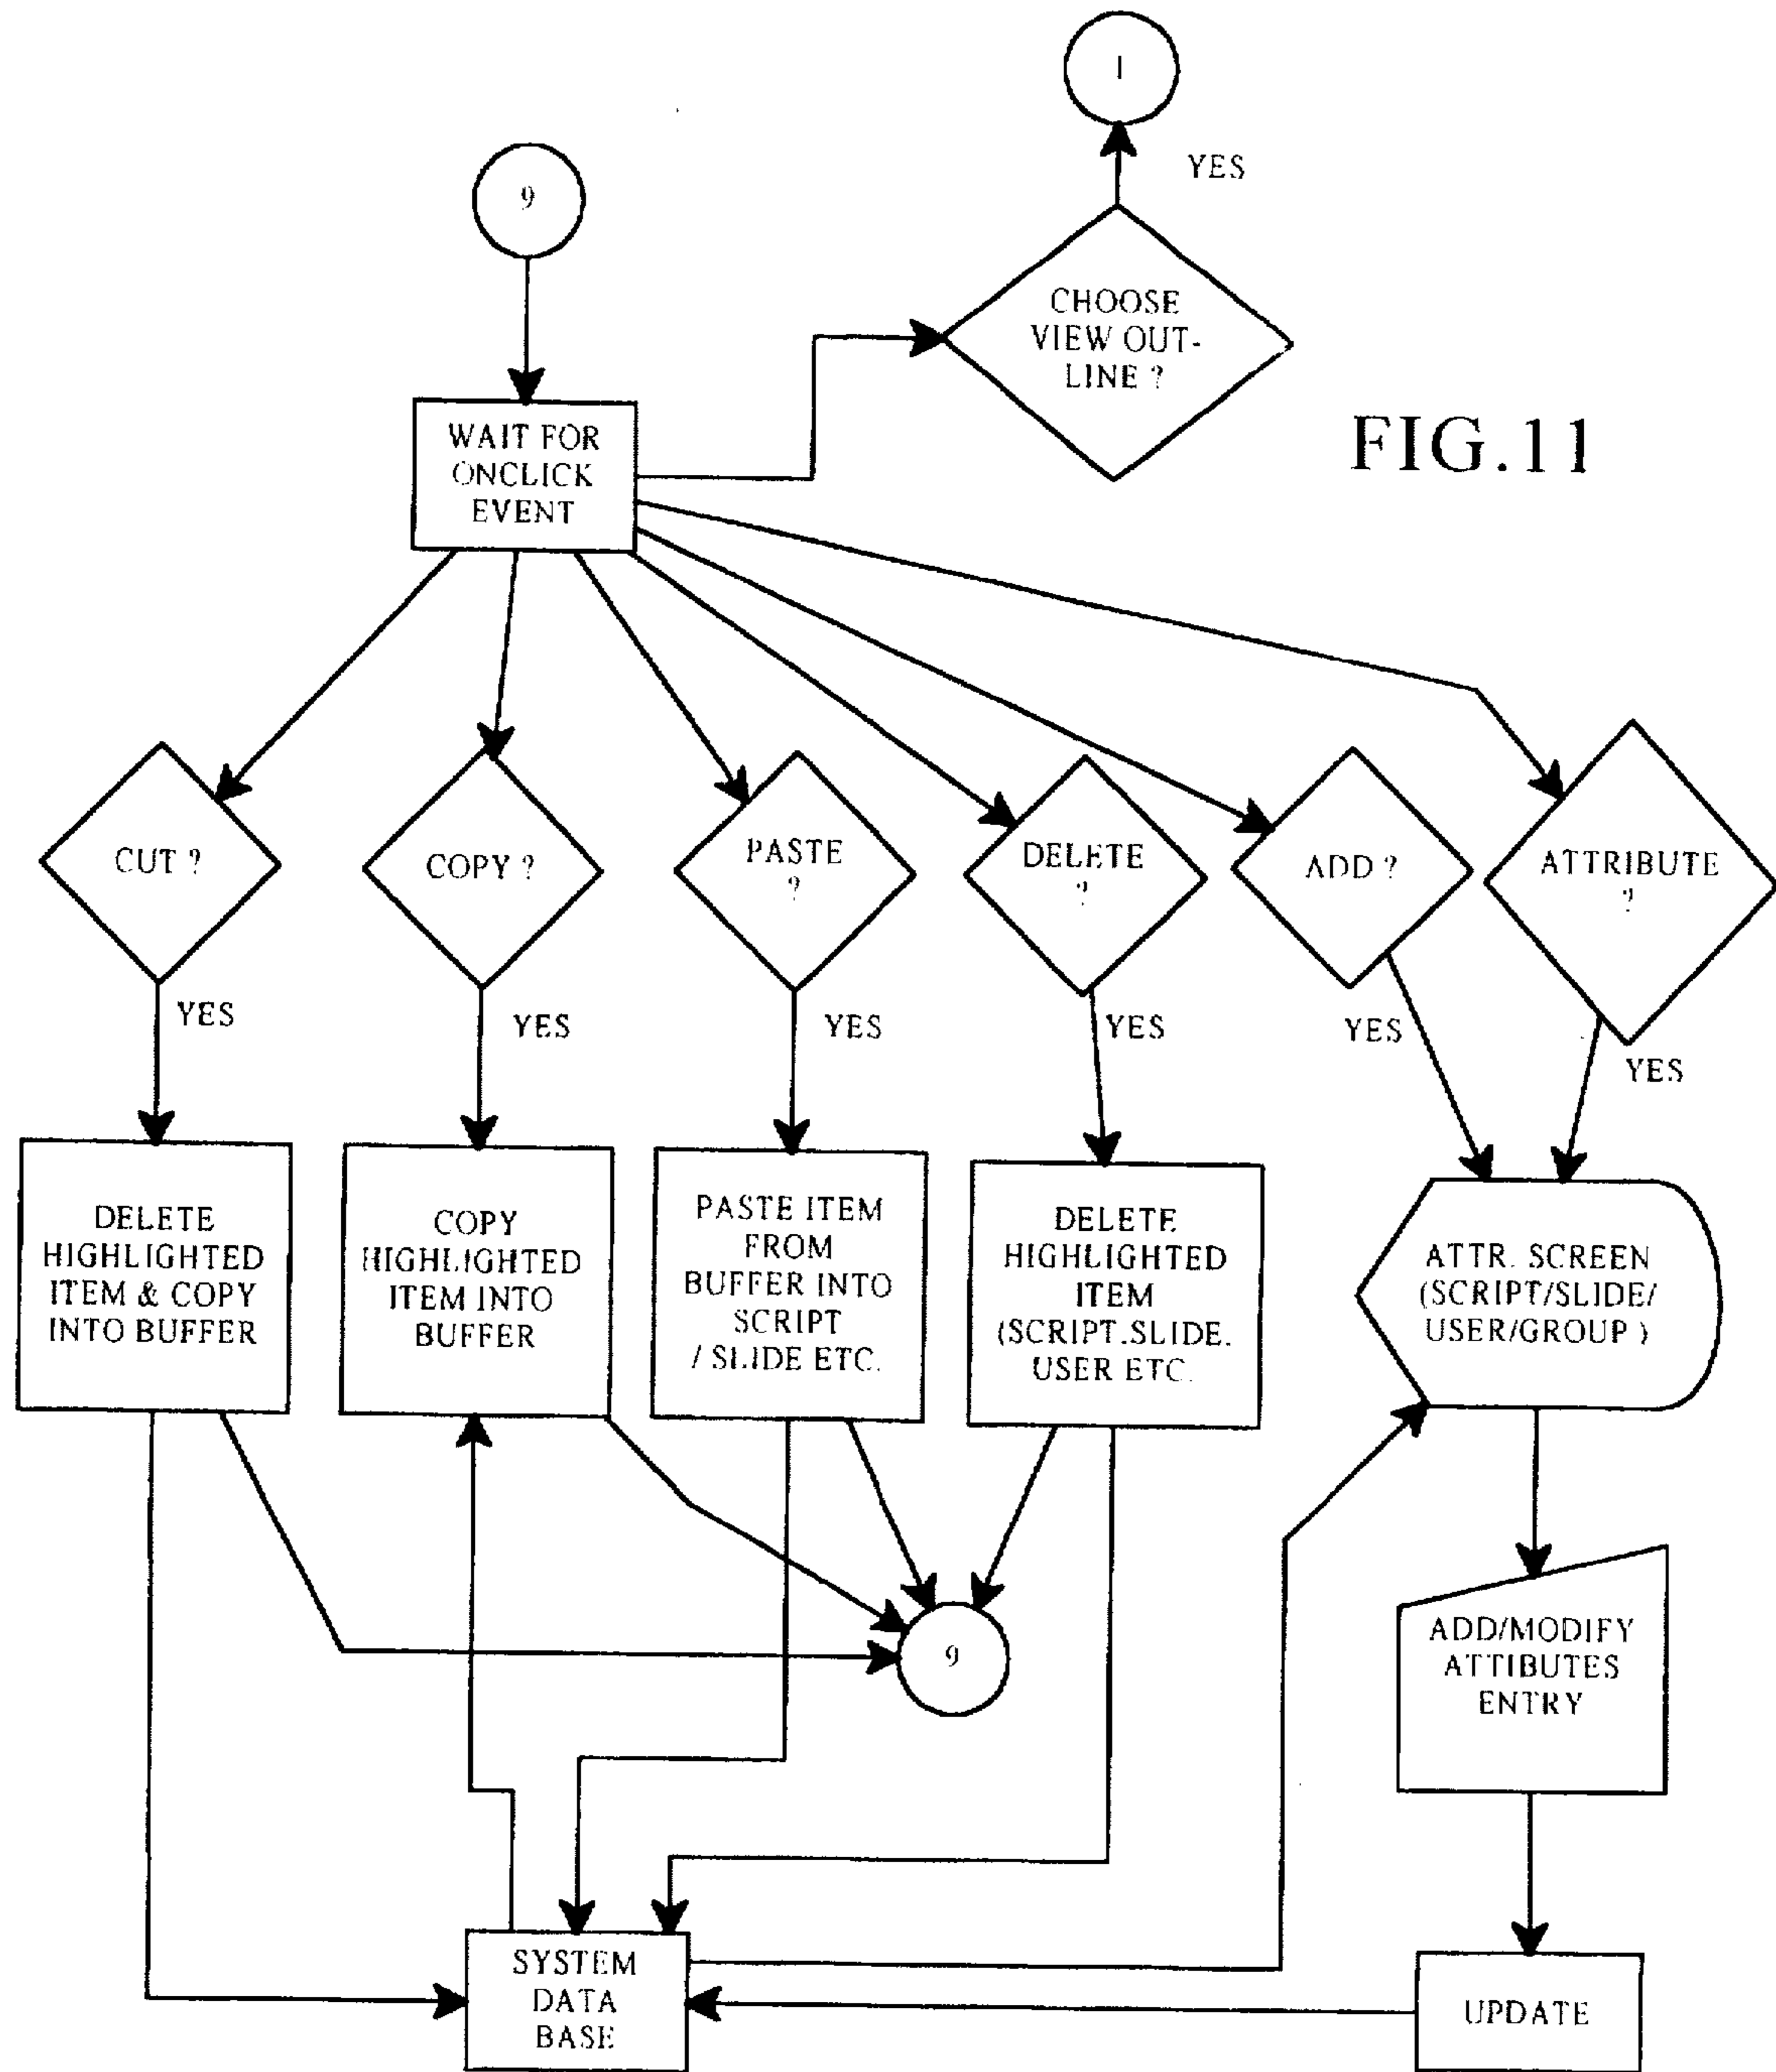 1
YES
9
CHOOSE
VIEW OUT-
LINE ?
FIG.11
WAIT FOR
ONCLICK
EVENT
CUT ?
COPY ?
PASTE
?
DELETE
?
ADD ?
ATTRIBUTE
?
YES
YES
YES
YES
YES
YES
DELETE
HIGHLIGHTED
ITEM & COPY
INTO BUFFER
COPY
HIGHLIGHTED
ITEM INTO
BUFFER
PASTE ITEM
FROM
BUFFER INTO
SCRIPT
/ SLIDE ETC.
DELETE
HIGHLIGHTED
ITEM
(SCRIPT.SLIDE.
USER ETC.
ATTR. SCREEN
(SCRIPT/SLIDE/
USER/GROUP )
9
ADD/MODIFY
ATTIBUTES
ENTRY
SYSTEM
DATA
BASE
UPDATE